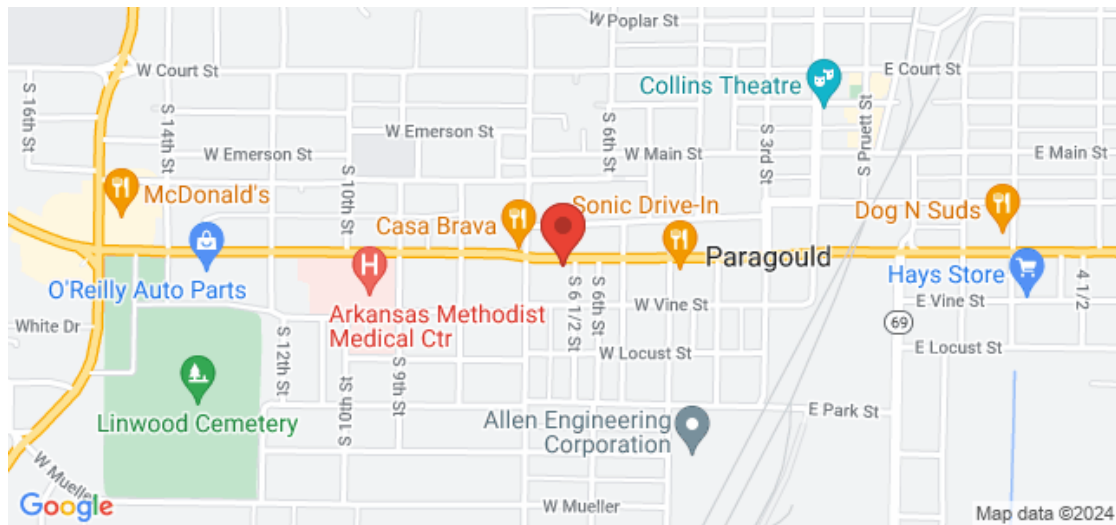 W Poplar St
W Court St
E Court St
Collins Theatre
S 16th St
S 14th St
W Emerson St
S 6th St
S 3rd St
S Pruett St
W Emerson St
W Main St
E Main St
McDonald's
S 10th St
Casa Brava
Sonic Drive-In
Dog N Suds
Paragould
O'Reilly Auto Parts
Arkansas Methodist
Medical Ctr
Hays Store
4 1/2
W Vine St
E Vine St
S 6 1/2 St
S 6th St
69
White Dr
S 12th St
W Locust St
E Locust St
S 9th St
S 10th St
Linwood Cemetery
Allen Engineering
Corporation
E Park St
W Mueller
W Mueller
Google
Map data ©2024